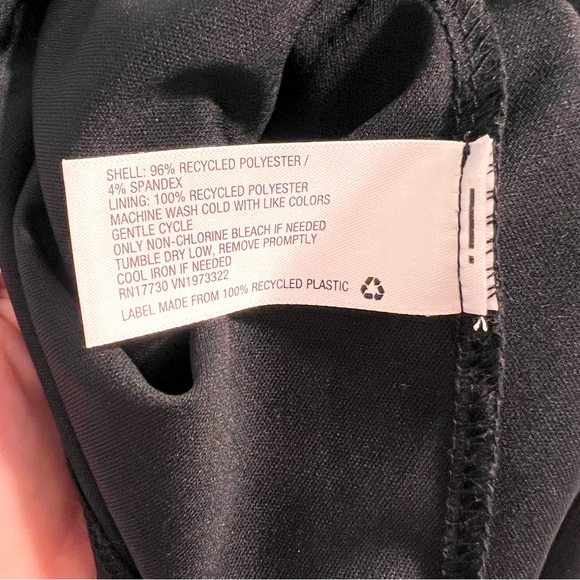 SHELL: 96% RECYCLED POLYESTER /
4% SPANDEX
LINING: 100% RECYCLED POLYESTER
MACHINE WASH COLD WITH LIKE COLORS
GENTLE CYCLE
ONLY NON-CHLORINE BLEACH IF NEEDED
TUMBLE DRY LOW, REMOVE PROMPTLY
COOL IRON IF NEEDED
RN17730 VN1973322
LABEL MADE FROM 100% RECYCLED PLASTIC